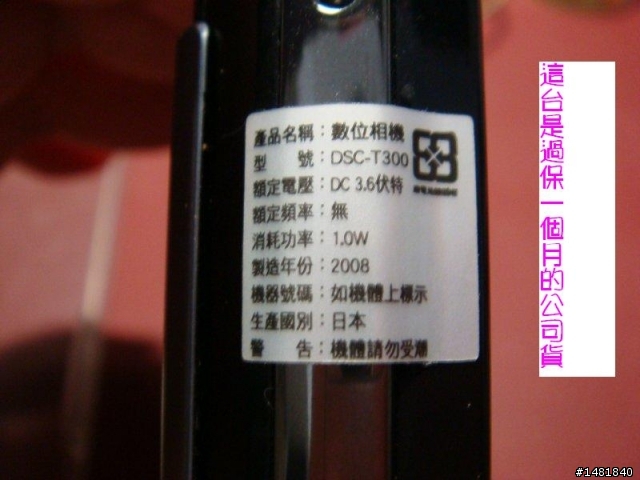 產品名稱：數位相機
型　　號：DSC-T300
額定電壓：DC 3.6伏特
額定頻率：無
消耗功率：1.0W
製造年份：2008
機器號碼：如機體上標示
生產國別：日本
警　　告：機體請勿受潮
這台是過保一個月的公司貨
#1481840